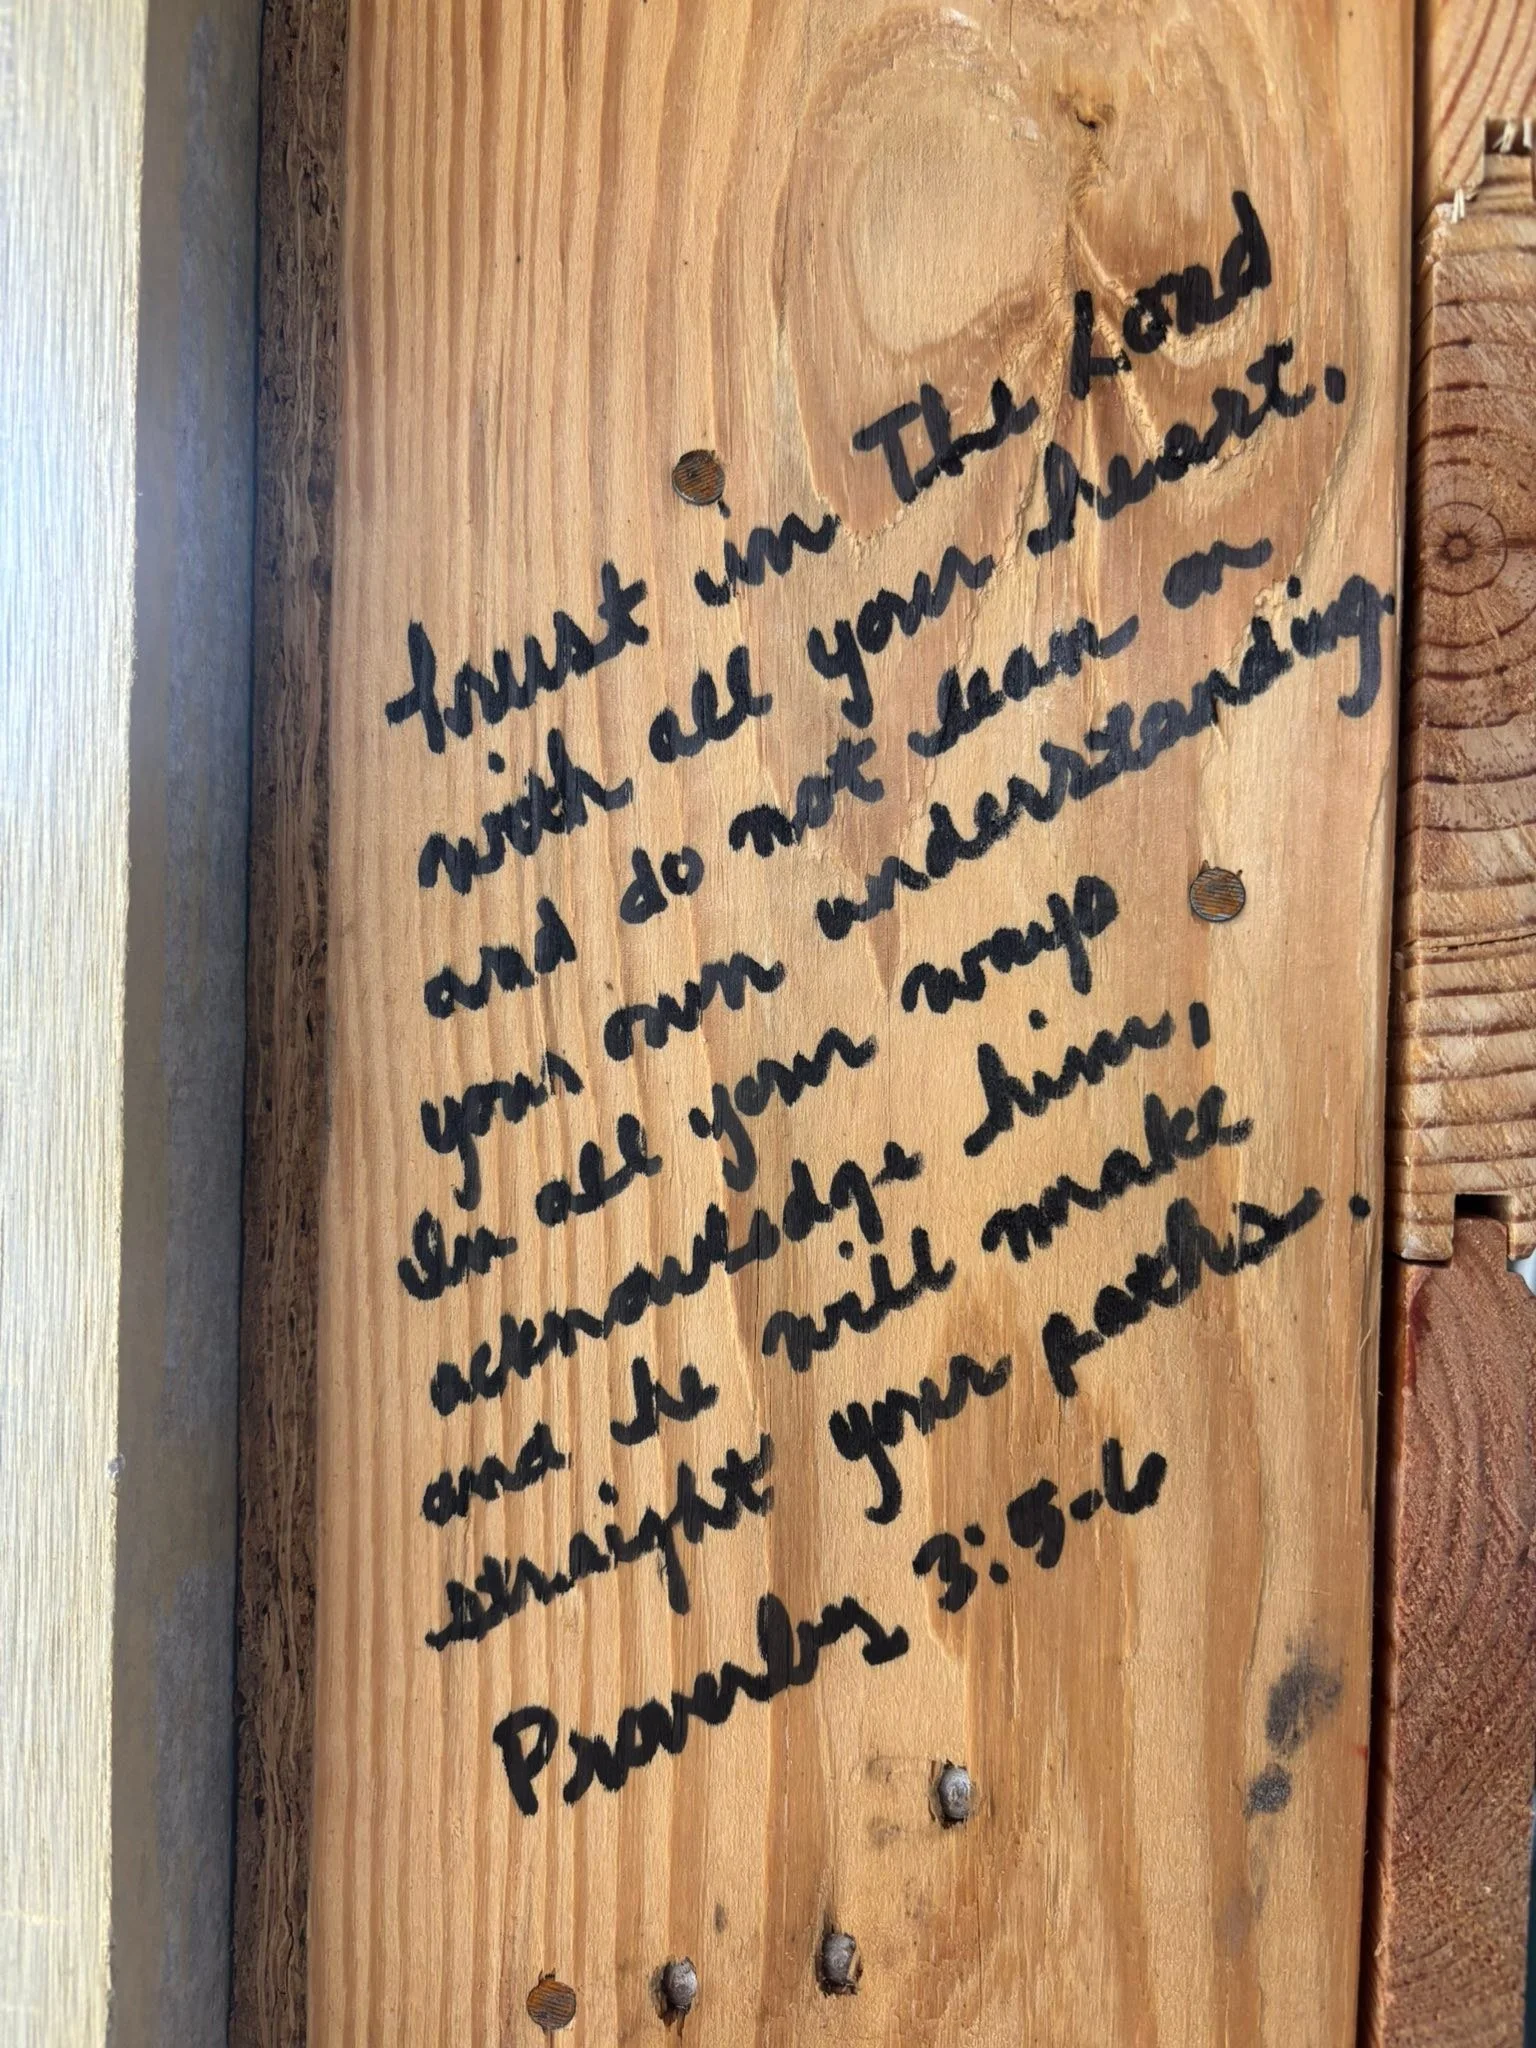 trust in The Lord
with all your heart,
and do not lean on
your own understanding.
In all your ways
acknowledge him,
and he will make
straight your paths.
Proverbs 3:5-6